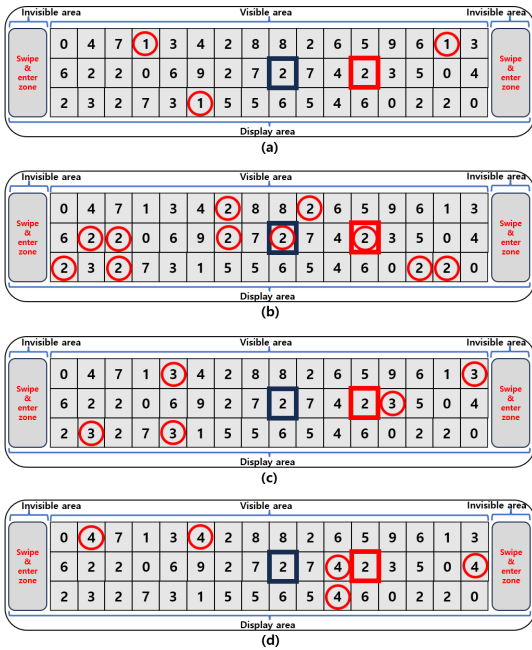 Invisible area Visible area Invisible area
Swipe & enter zone
0 4 7 1 3 4 2 8 8 2 6 5 9 6 1 3
6 2 2 0 6 9 2 7 2 7 4 2 3 5 0 4
2 3 2 7 3 1 5 5 6 5 4 6 0 2 2 0
Swipe & enter zone
Display area
(a)
Invisible area Visible area Invisible area
Swipe & enter zone
0 4 7 1 3 4 2 8 8 2 6 5 9 6 1 3
6 2 2 0 6 9 2 7 2 7 4 2 3 5 0 4
2 3 2 7 3 1 5 5 6 5 4 6 0 2 2 0
Swipe & enter zone
Display area
(b)
Invisible area Visible area Invisible area
Swipe & enter zone
0 4 7 1 3 4 2 8 8 2 6 5 9 6 1 3
6 2 2 0 6 9 2 7 2 7 4 2 3 5 0 4
2 3 2 7 3 1 5 5 6 5 4 6 0 2 2 0
Swipe & enter zone
Display area
(c)
Invisible area Visible area Invisible area
Swipe & enter zone
0 4 7 1 3 4 2 8 8 2 6 5 9 6 1 3
6 2 2 0 6 9 2 7 2 7 4 2 3 5 0 4
2 3 2 7 3 1 5 5 6 5 4 6 0 2 2 0
Swipe & enter zone
Display area
(d)